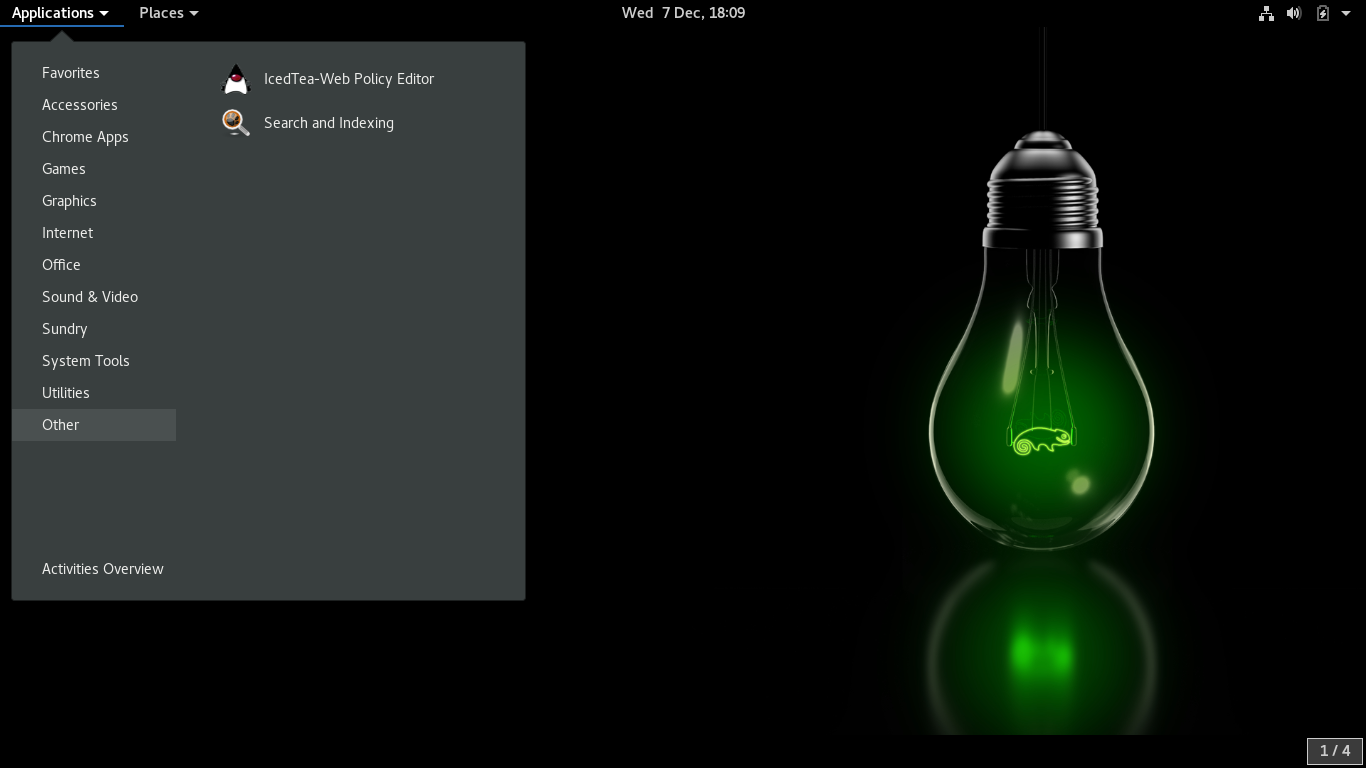 Applications Places Wed 7 Dec, 18:09
Favorites
Accessories
Chrome Apps
Games
Graphics
Internet
Office
Sound & Video
Sundry
System Tools
Utilities
Other
Activities Overview
IcedTea-Web Policy Editor
Search and Indexing
1 / 4